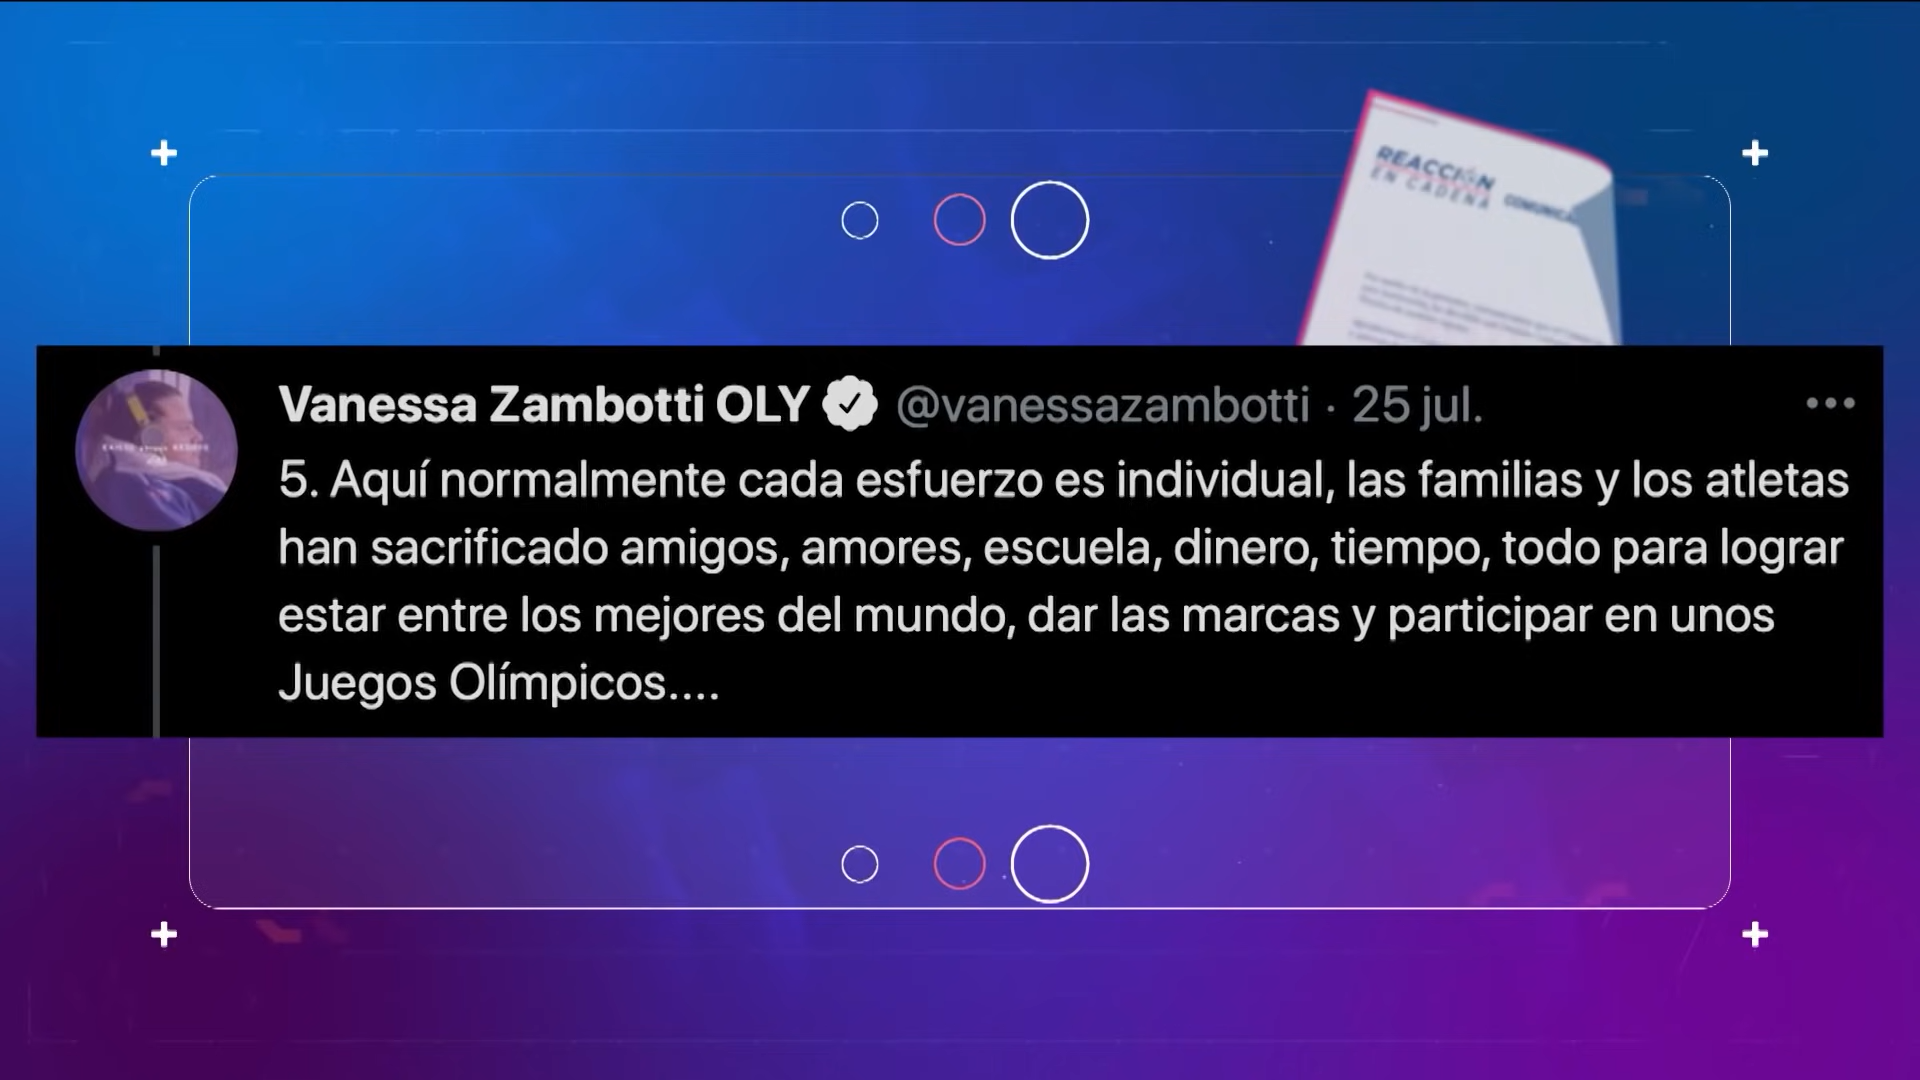 REACCIÓN
EN CADENA
Vanessa Zambotti OLY @vanessazambotti · 25 jul.
5. Aquí normalmente cada esfuerzo es individual, las familias y los atletas
han sacrificado amigos, amores, escuela, dinero, tiempo, todo para lograr
estar entre los mejores del mundo, dar las marcas y participar en unos
Juegos Olímpicos....